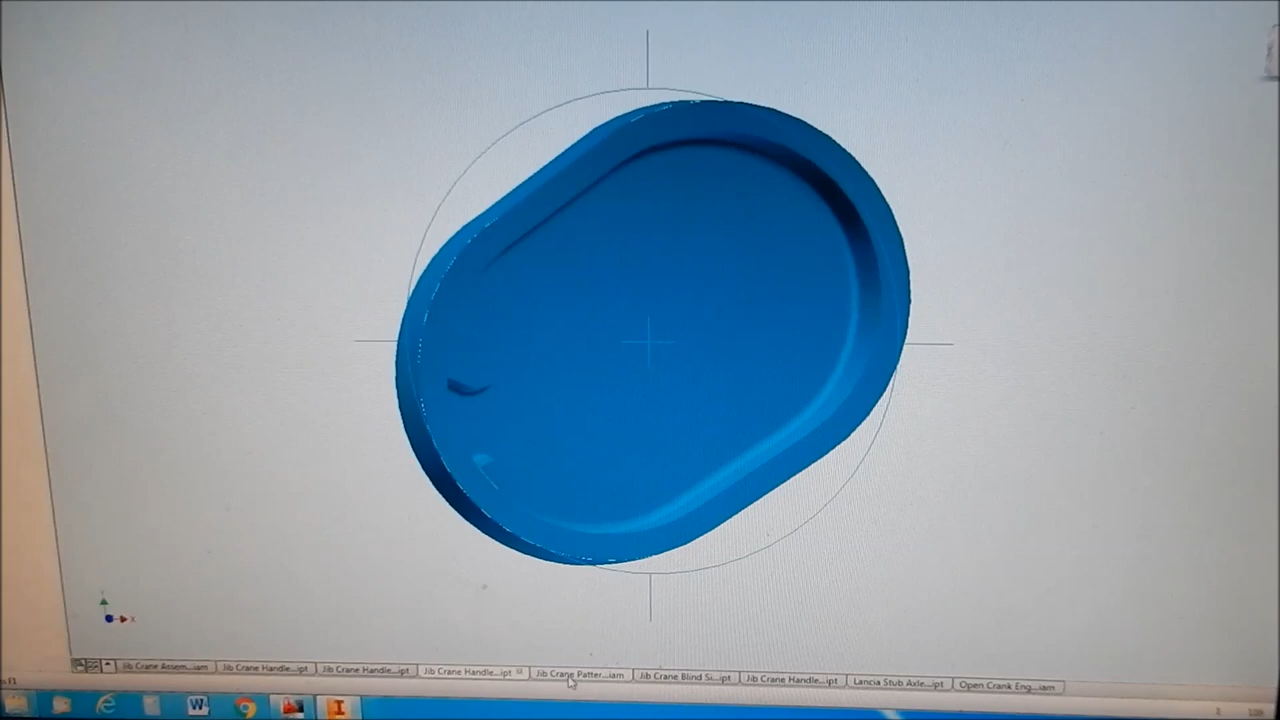 Y
X
Jib Crane Assem...iam
Jib Crane Handle...ipt
Jib Crane Handle...ipt
Jib Crane Handle...ipt
Jib Crane Patter...iam
Jib Crane Blind Si...ipt
Jib Crane Handle...ipt
Lancia Stub Axle...ipt
Open Crank Eng...iam
W
I
2